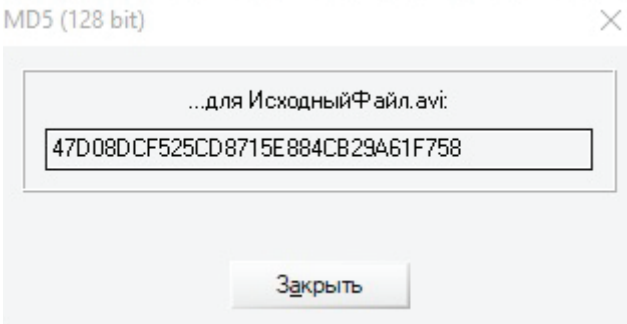 MD5 (128 bit)
...для ИсходныйФайл.avi:
47D08DCF525CD8715E884CB29A61F758
Закрыть